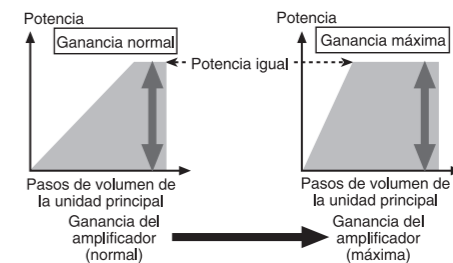 Potencia
Ganancia normal
Potencia igual
Pasos de volumen de
la unidad principal
Ganancia del
amplificador
(normal)
Potencia
Ganancia máxima
Pasos de volumen de
la unidad principal
Ganancia del
amplificador
(máxima)